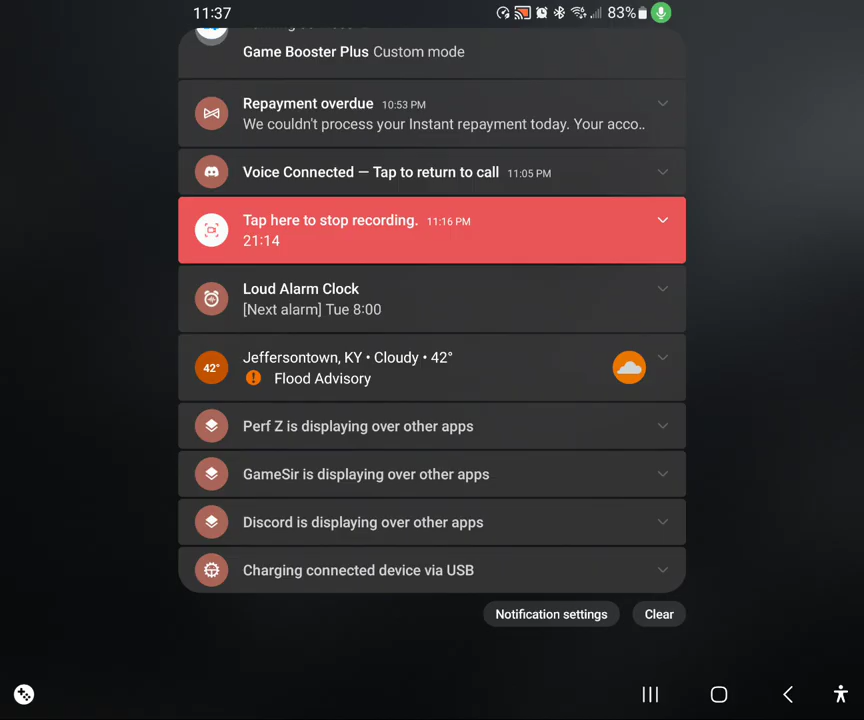 11:37
83%
Game Booster Plus Custom mode
Repayment overdue 10:53 PM
We couldn't process your Instant repayment today. Your acco..
Voice Connected — Tap to return to call 11:05 PM
Tap here to stop recording. 11:16 PM
21:14
Loud Alarm Clock
[Next alarm] Tue 8:00
42°
Jeffersontown, KY • Cloudy • 42°
Flood Advisory
Perf Z is displaying over other apps
GameSir is displaying over other apps
Discord is displaying over other apps
Charging connected device via USB
Notification settings
Clear